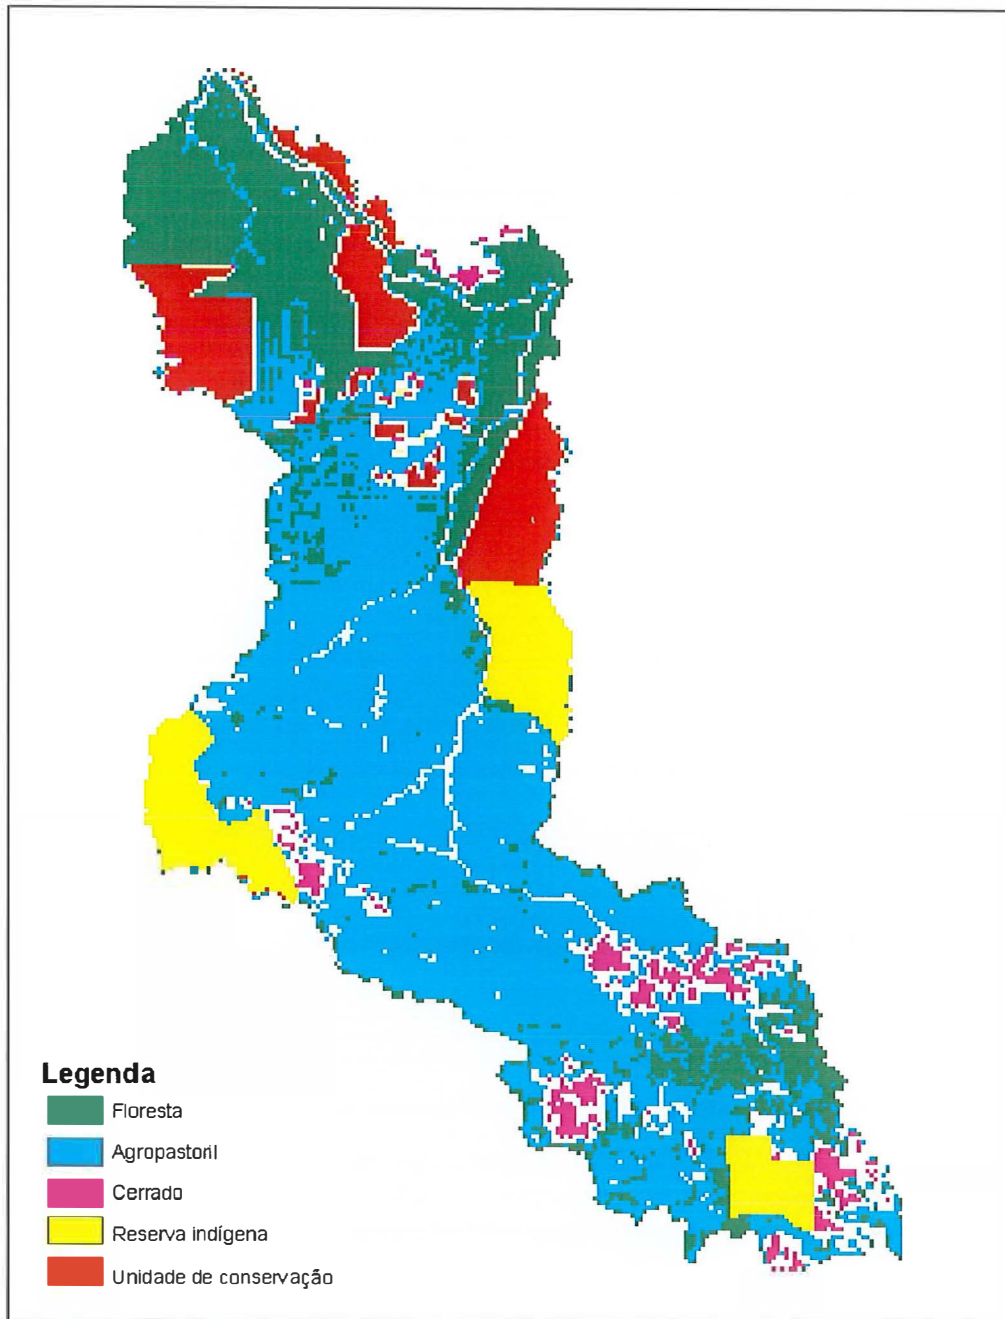 Legenda
Floresta
Agropastoril
Cerrado
Reserva indígena
Unidade de conservação